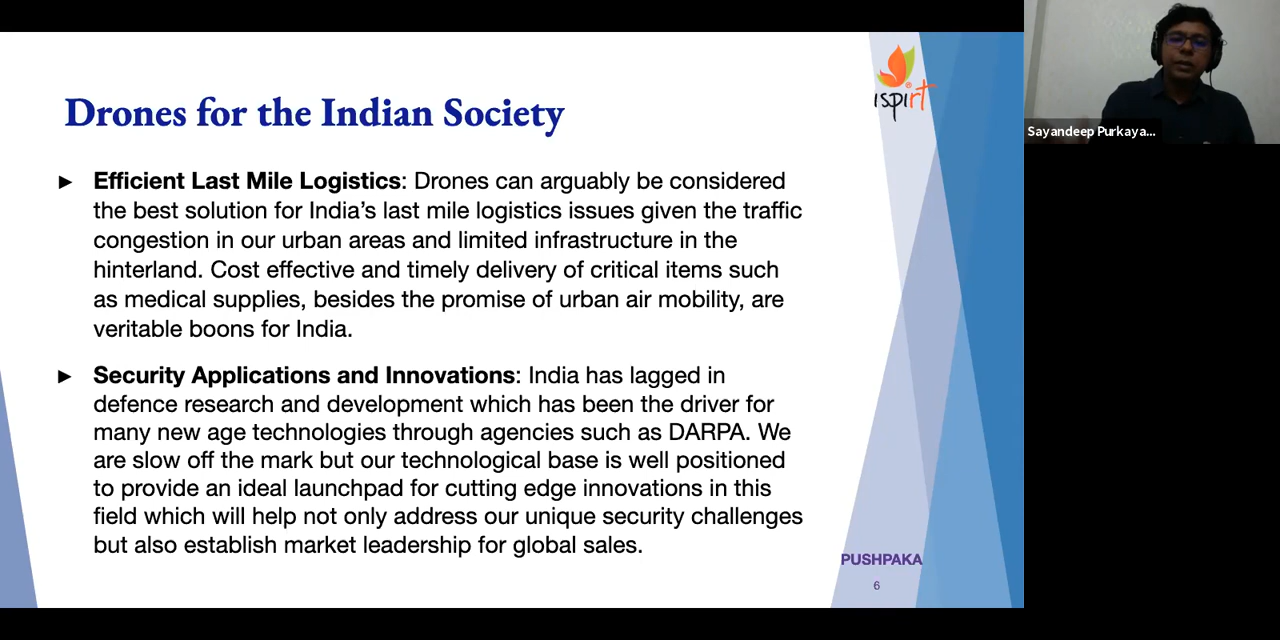 Drones for the Indian Society
► Efficient Last Mile Logistics: Drones can arguably be considered
the best solution for India's last mile logistics issues given the traffic
congestion in our urban areas and limited infrastructure in the
hinterland. Cost effective and timely delivery of critical items such
as medical supplies, besides the promise of urban air mobility, are
veritable boons for India.
► Security Applications and Innovations: India has lagged in
defence research and development which has been the driver for
many new age technologies through agencies such as DARPA. We
are slow off the mark but our technological base is well positioned
to provide an ideal launchpad for cutting edge innovations in this
field which will help not only address our unique security challenges
but also establish market leadership for global sales.
ispirt
®
PUSHPAKA
6
Sayandeep Purkaya...